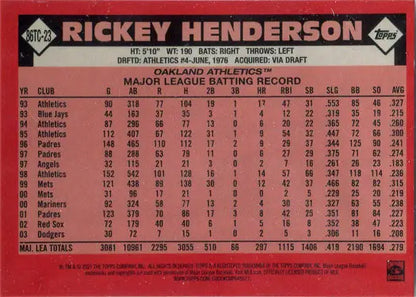 86TC-23
RICKEY HENDERSON
Topps
HT: 5'10" WT: 190 BATS: RIGHT THROWS: LEFT
DRFTD: ATHLETICS #4-JUNE, 1976 ACQUIRED: VIA DRAFT
OAKLAND ATHLETICS™
MAJOR LEAGUE BATTING RECORD
YR CLUB G AB R H 2B 3B HR RBI SB SLG BB SO AVG
93 Athletics 90 318 77 104 19 1 17 47 31 .553 85 46 .327
93 Blue Jays 44 163 37 35 3 1 4 12 22 .356 35 19 .215
94 Athletics 87 296 66 77 13 0 6 20 22 .365 72 45 .260
95 Athletics 112 407 67 122 31 1 9 54 32 .447 72 66 .300
96 Padres 148 465 110 112 17 2 9 29 37 .344 125 90 .241
97 Padres 88 288 63 79 11 0 6 27 29 .375 71 62 .274
97 Angels 32 115 21 21 3 0 2 7 16 .261 26 23 .183
98 Athletics 152 542 101 128 16 1 14 57 66 .347 118 114 .236
99 Mets 121 438 89 138 30 0 12 42 37 .466 82 82 .315
00 Mets 31 96 17 21 1 0 0 2 5 .229 25 20 .219
00 Mariners 92 324 58 77 13 2 4 30 31 .327 63 55 .238
01 Padres 123 379 70 86 17 3 8 42 25 .351 81 84 .227
02 Red Sox 72 179 40 40 6 1 5 16 8 .352 38 47 .223
03 Dodgers 30 72 7 15 1 0 2 5 3 .306 11 16 .208
MAJ. LEA TOTALS 3081 10961 2295 3055 510 66 297 1115 1406 .419 2190 1694 .279
® TM & © 2021 THE TOPPS COMPANY, INC. ALL RIGHTS RESERVED.